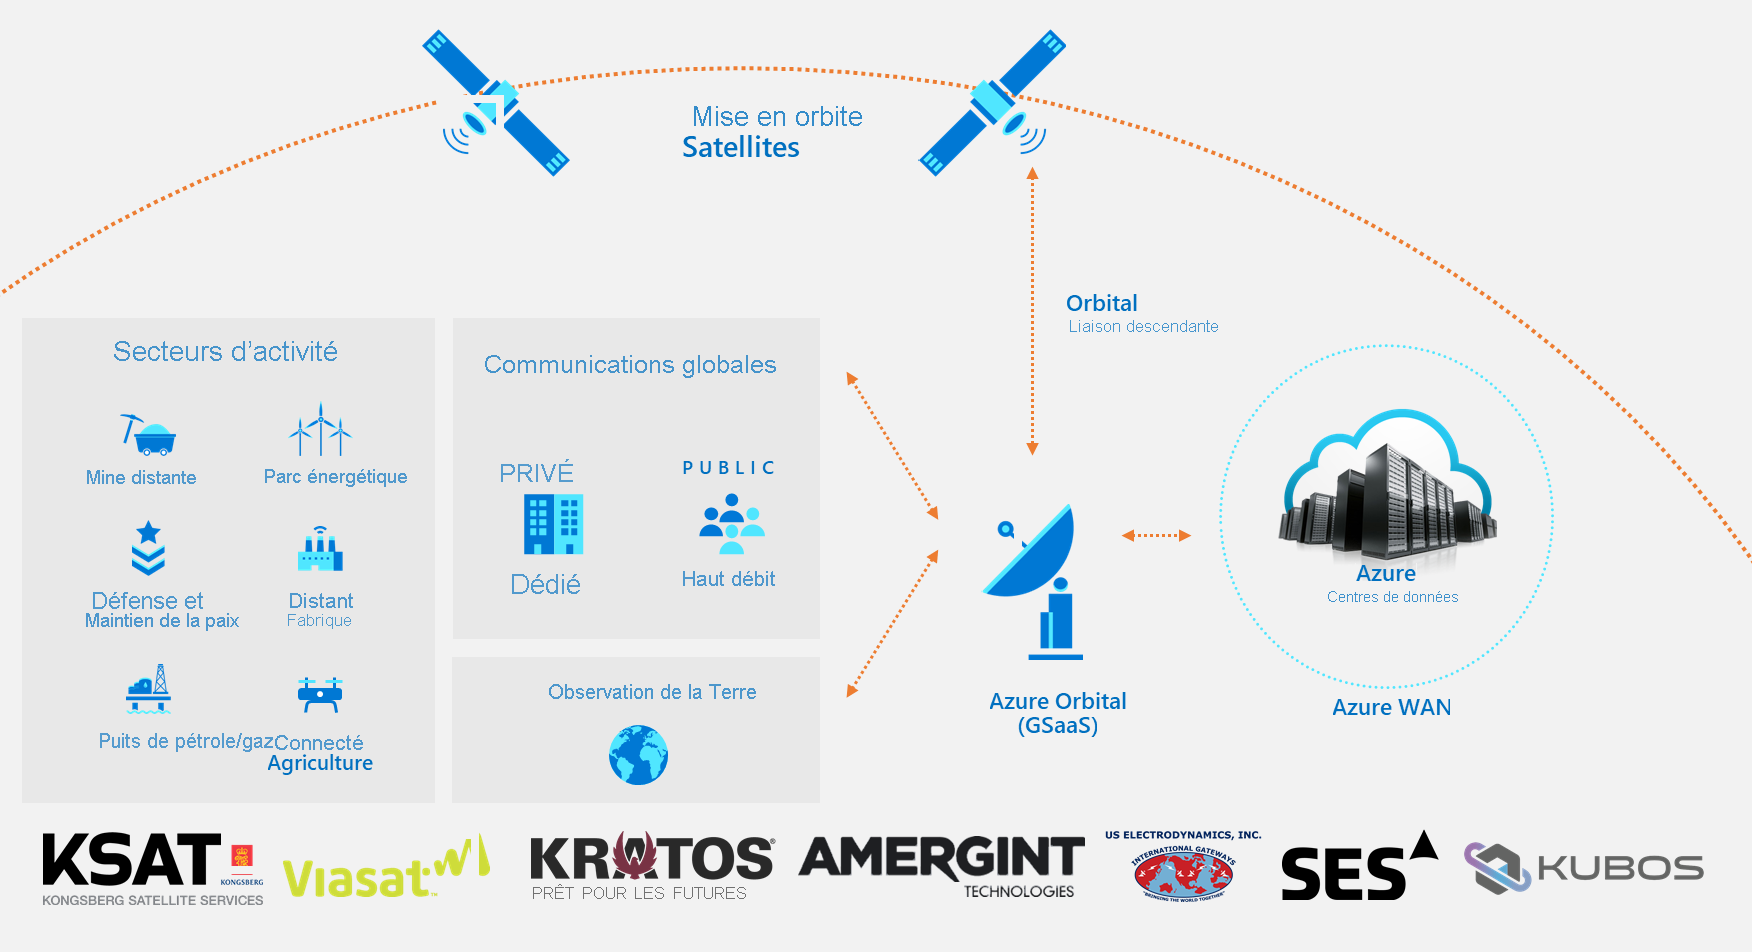 Mise en orbite
Satellites
Orbital
Liaison descendante
Secteurs d'activité
Mine distante
Parc énergétique
Défense et
Maintien de la paix
Distant
Fabrique
Puits de pétrole/gaz
Connecté
Agriculture
Communications globales
PRIVÉ
Dédié
PUBLIC
Haut débit
Observation de la Terre
Azure Orbital
(GSaaS)
Azure
Centres de données
Azure WAN
KSAT
KONGSBERG
KONGSBERG SATELLITE SERVICES
Viasat™
KRATOS®
PRÊT POUR LES FUTURES
AMERGINT
TECHNOLOGIES
US ELECTRODYNAMICS, INC.
INTERNATIONAL GATEWAYS
"BRINGING THE WORLD TOGETHER"
SES
KUBOS